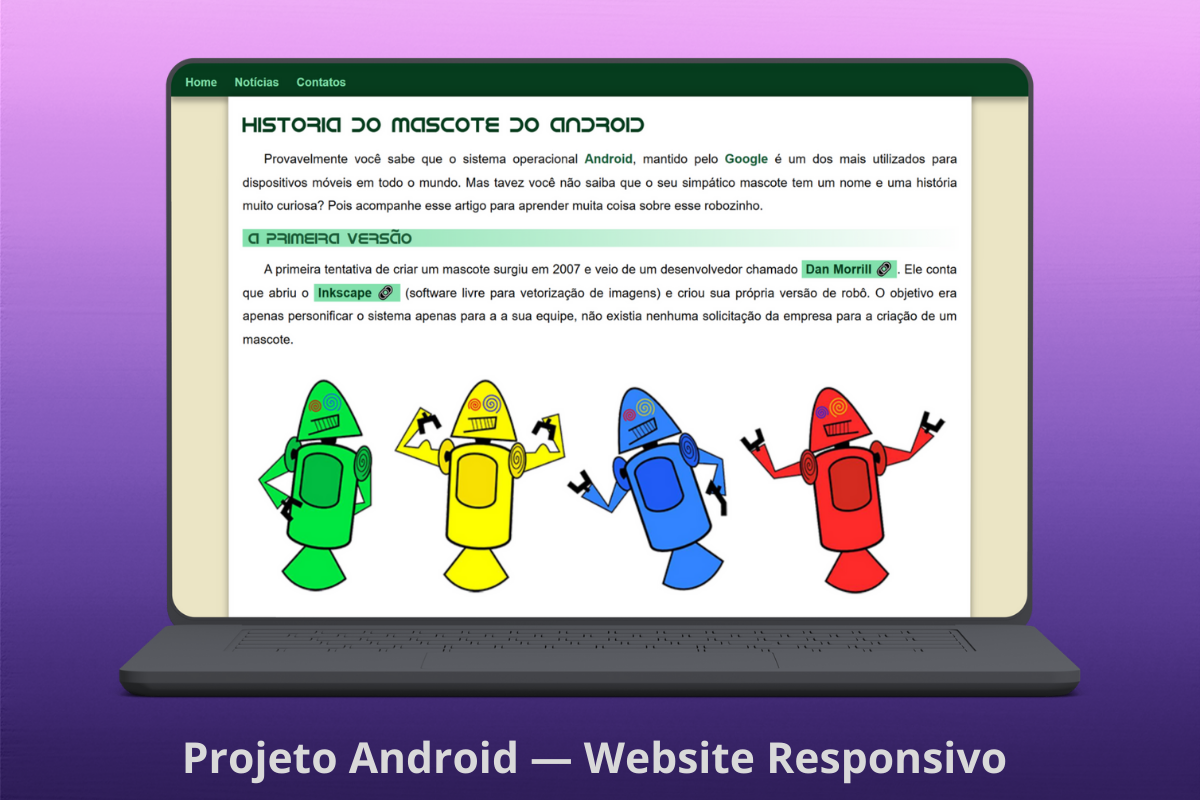 Home Notícias Contatos
HISTORIA DO MASCOTE DO ANDROID
Provavelmente você sabe que o sistema operacional Android, mantido pelo Google é um dos mais utilizados para
dispositivos móveis em todo o mundo. Mas tavez você não saiba que o seu simpático mascote tem um nome e uma história
muito curiosa? Pois acompanhe esse artigo para aprender muita coisa sobre esse robozinho.
A PRIMEIRA VERSÃO
A primeira tentativa de criar um mascote surgiu em 2007 e veio de um desenvolvedor chamado Dan Morrill . Ele conta
que abriu o Inkscape (software livre para vetorização de imagens) e criou sua própria versão de robô. O objetivo era
apenas personificar o sistema apenas para a a sua equipe, não existia nenhuma solicitação da empresa para a criação de um
mascote.
Projeto Android — Website Responsivo